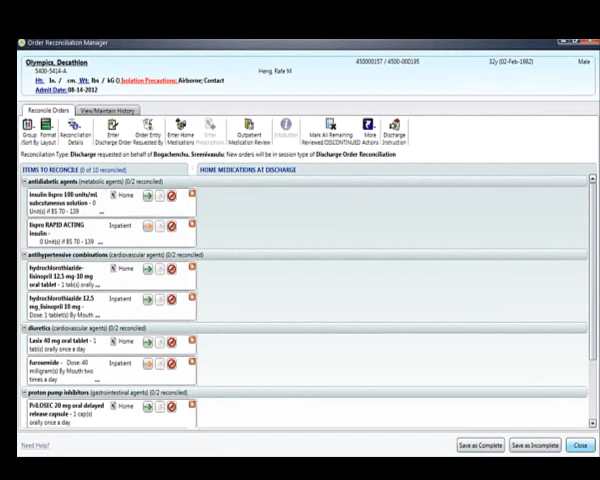 Order Reconciliation Manager
Olympics, Decathlon 450000157 / 4500-000195 32y (02-Feb-1982) Male
5400-5414-A Heng, Rafe M
Ht: In. / cm. Wt: lbs / kG O Isolation Precautions: Airborne; Contact
Admit Date: 08-14-2012
Reconcile Orders View/Maintain History
Group /Sort By Format Layout Reconciliation Details Enter Discharge Order Order Entry Requested By Enter Home Medications Enter Prescriptions Outpatient Medication Review Introduction Mark All Remaining Reviewed/DISCONTINUED More Actions Discharge Instruction
Reconciliation Type: Discharge requested on behalf of Bogacenchu, Sreenivasulu; New orders will be in session type of Discharge Order Reconciliation
ITEMS TO RECONCILE (0 of 10 reconciled) HOME MEDICATIONS AT DISCHARGE
antidiabetic agents (metabolic agents) (0/2 reconciled)
insulin lispro 100 units/mL Home
subcutaneous solution - 0
Unit(s) if BS 70 - 139 ...
lispro RAPID ACTING Inpatient
insulin -
0 Unit(s) if BS 70 - 139 ...
antihypertensive combinations (cardiovascular agents) (0/2 reconciled)
hydrochlorothiazide- Home
lisinopril 12.5 mg-10 mg
oral tablet - 1 tab(s) orally...
hydrochlorothiazide 12.5 Inpatient
mg_lisinopril 10 mg -
Dose: 1 tablet(s) By Mouth ...
diuretics (cardiovascular agents) (0/2 reconciled)
Lasix 40 mg oral tablet - 1 Home
tab(s) orally once a day
furosemide - Dose: 40 Inpatient
milligram(s) By Mouth two
times a day ...
proton pump inhibitors (gastrointestinal agents) (0/2 reconciled)
PriLOSEC 20 mg oral delayed Home
release capsule - 1 cap(s)
orally once a day
Need Help? Save as Complete Save as Incomplete Close